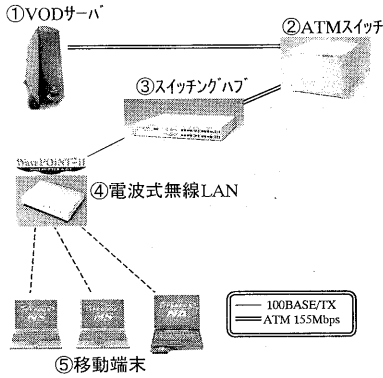 ①VODサーバ
②ATMスイッチ
③スイッチングハブ
WavePOINT-II
④電波式無線LAN
100BASE/TX
ATM 155Mbps
⑤移動端末